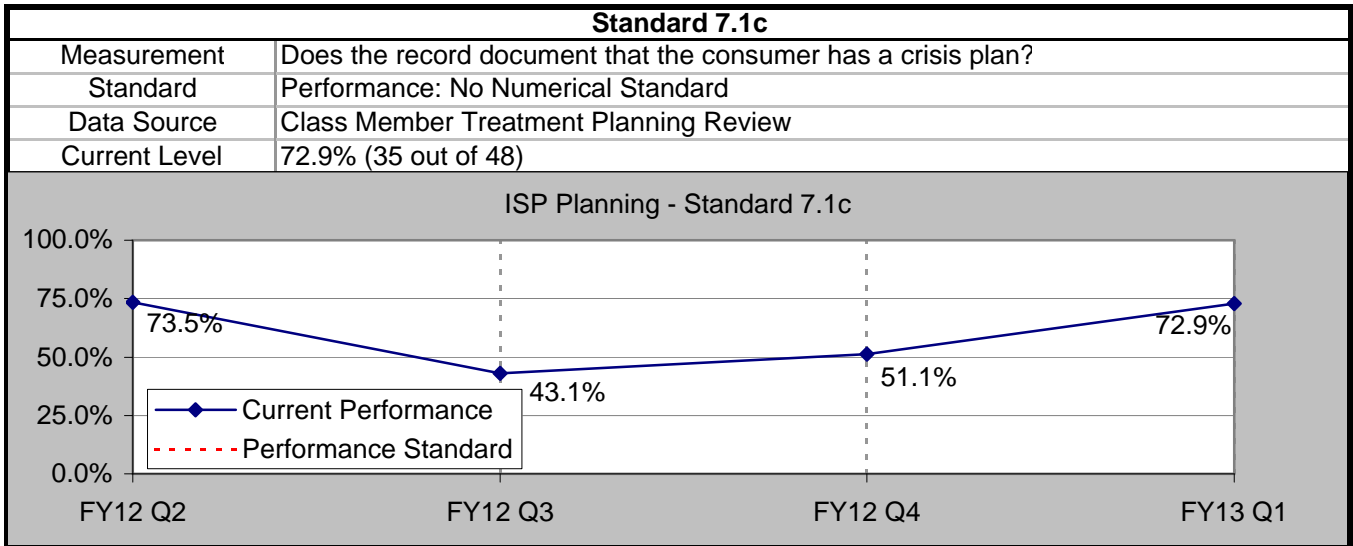 Standard 7.1c
Measurement Does the record document that the consumer has a crisis plan?
Standard Performance: No Numerical Standard
Data Source Class Member Treatment Planning Review
Current Level 72.9% (35 out of 48)
ISP Planning - Standard 7.1c
100.0%
75.0%
50.0%
25.0%
0.0%
73.5%
43.1%
51.1%
72.9%
Current Performance
Performance Standard
FY12 Q2 FY12 Q3 FY12 Q4 FY13 Q1